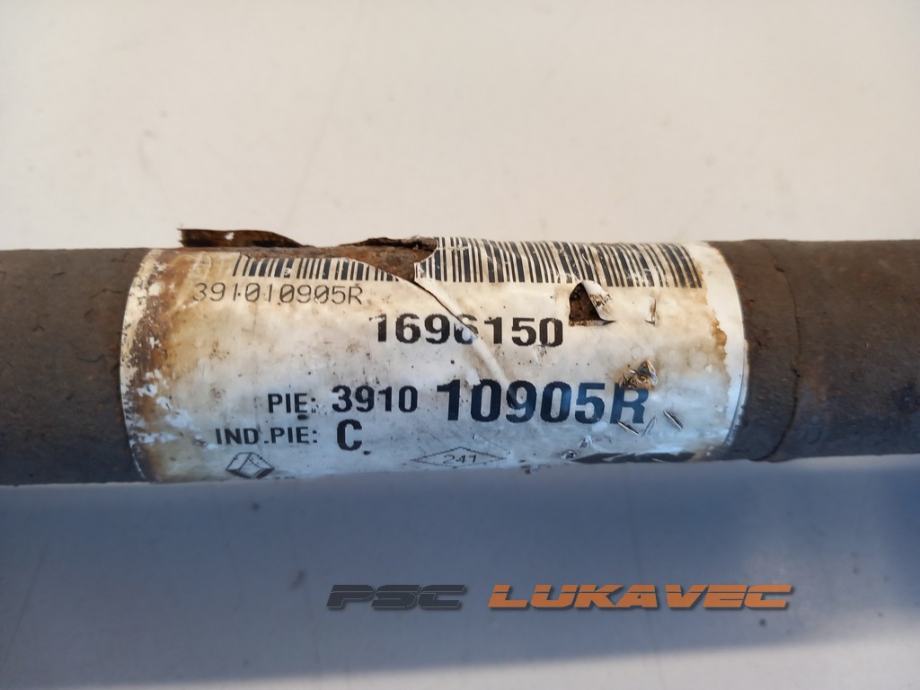 391010905R
1696150
PIE: 3910 10905R
IND.PIE: C
241
PSC LUKAVEC